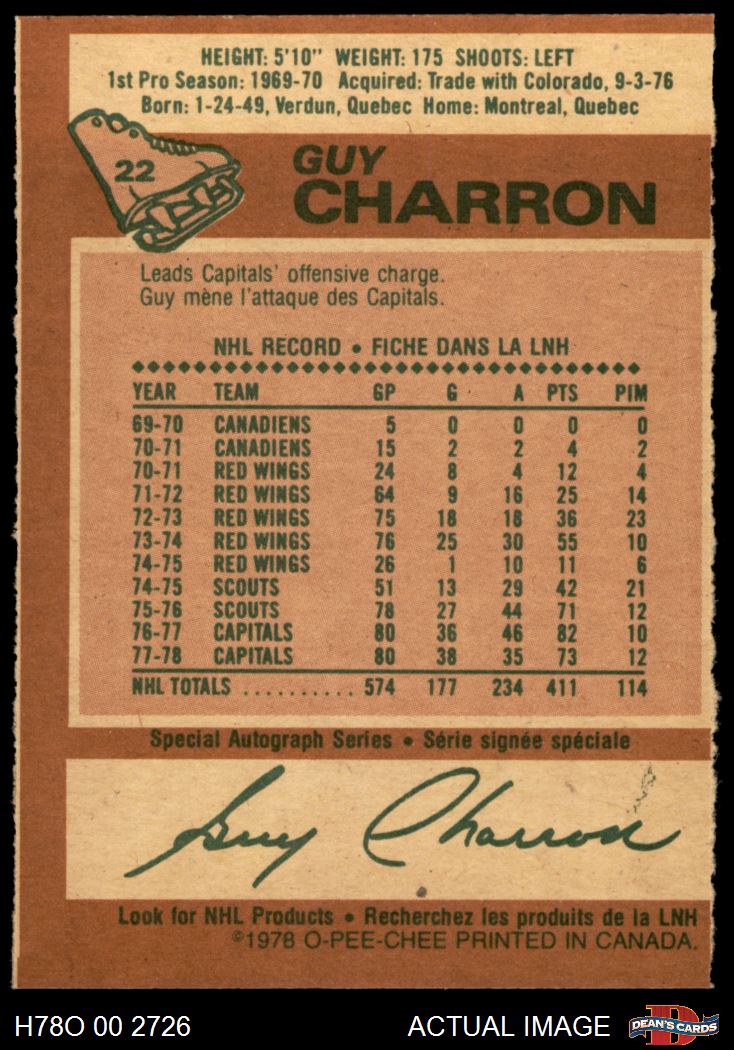 HEIGHT: 5'10" WEIGHT: 175 SHOOTS: LEFT
1st Pro Season: 1969-70 Acquired: Trade with Colorado, 9-3-76
Born: 1-24-49, Verdun, Quebec Home: Montreal, Quebec
22
GUY
CHARRON
Leads Capitals' offensive charge.
Guy mène l'attaque des Capitals.
NHL RECORD • FICHE DANS LA LNH
YEAR TEAM GP G A PTS PIM
69-70 CANADIENS 5 0 0 0 0
70-71 CANADIENS 15 2 2 4 2
70-71 RED WINGS 24 8 4 12 4
71-72 RED WINGS 64 9 16 25 14
72-73 RED WINGS 75 18 18 36 23
73-74 RED WINGS 76 25 30 55 10
74-75 RED WINGS 26 1 10 11 6
74-75 SCOUTS 51 13 29 42 21
75-76 SCOUTS 78 27 44 71 12
76-77 CAPITALS 80 36 46 82 10
77-78 CAPITALS 80 38 35 73 12
NHL TOTALS .......... 574 177 234 411 114
Special Autograph Series • Série signée spéciale
Guy Charron
Look for NHL Products • Recherchez les produits de la LNH
©1978 O-PEE-CHEE PRINTED IN CANADA.
H78O 00 2726 ACTUAL IMAGE DEAN'S CARDS